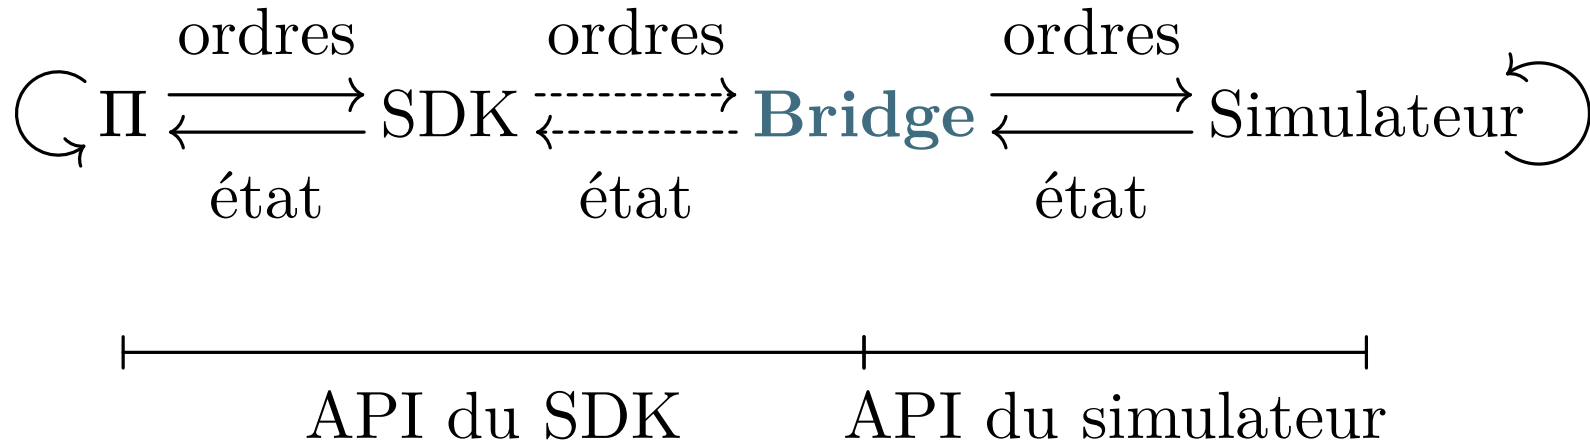 ordres ordres ordres
Π SDK Bridge Simulateur
état état état
API du SDK API du simulateur